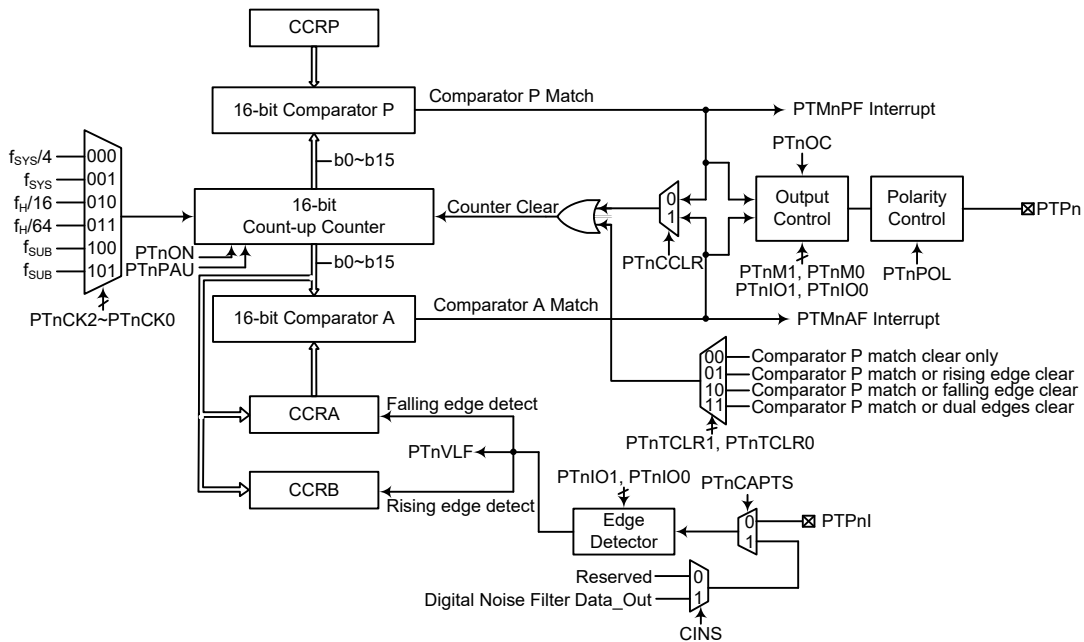 CCRP
16-bit Comparator P
Comparator P Match
PTMnPF Interrupt
b0~b15
PTnOC
fSYS/4
000
fSYS
001
fH/16
010
fH/64
011
fSUB
100
fSUB
101
PTnCK2~PTnCK0
16-bit
Count-up Counter
PTnON
PTnPAU
Counter Clear
0
1
PTnCCLR
Output
Control
Polarity
Control
PTPn
PTnM1, PTnM0
PTnIO1, PTnIO0
PTnPOL
b0~b15
16-bit Comparator A
Comparator A Match
PTMnAF Interrupt
00
Comparator P match clear only
01
Comparator P match or rising edge clear
10
Comparator P match or falling edge clear
11
Comparator P match or dual edges clear
PTnTCLR1, PTnTCLR0
CCRA
Falling edge detect
PTnVLF
CCRB
Rising edge detect
PTnIO1, PTnIO0
Edge
Detector
PTnCAPTS
0
1
PTPnI
Reserved
0
Digital Noise Filter Data_Out
1
CINS